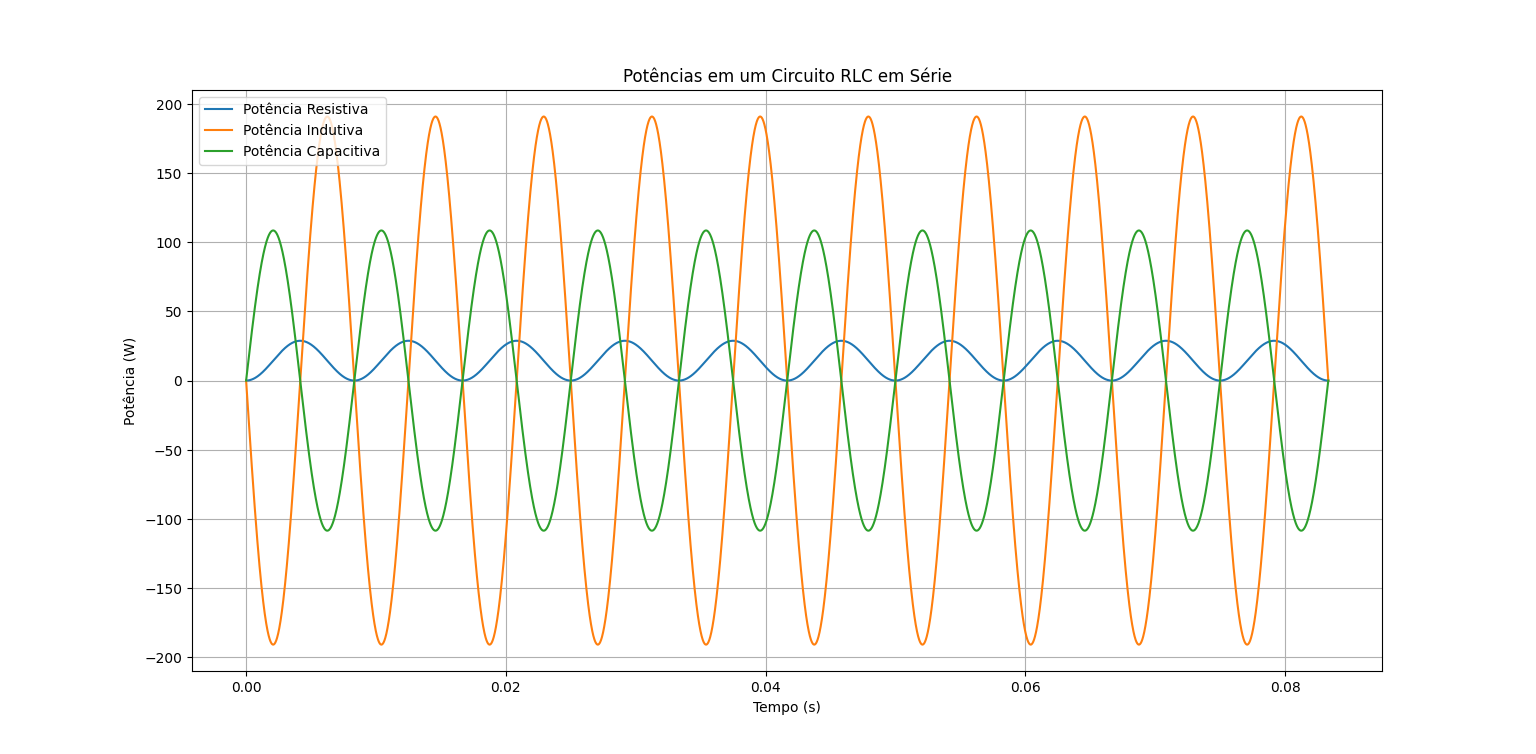 Potências em um Circuito RLC em Série
Potência Resistiva
Potência Indutiva
Potência Capacitiva
200
150
100
50
0
−50
−100
−150
−200
Potência (W)
0.00
0.02
0.04
0.06
0.08
Tempo (s)